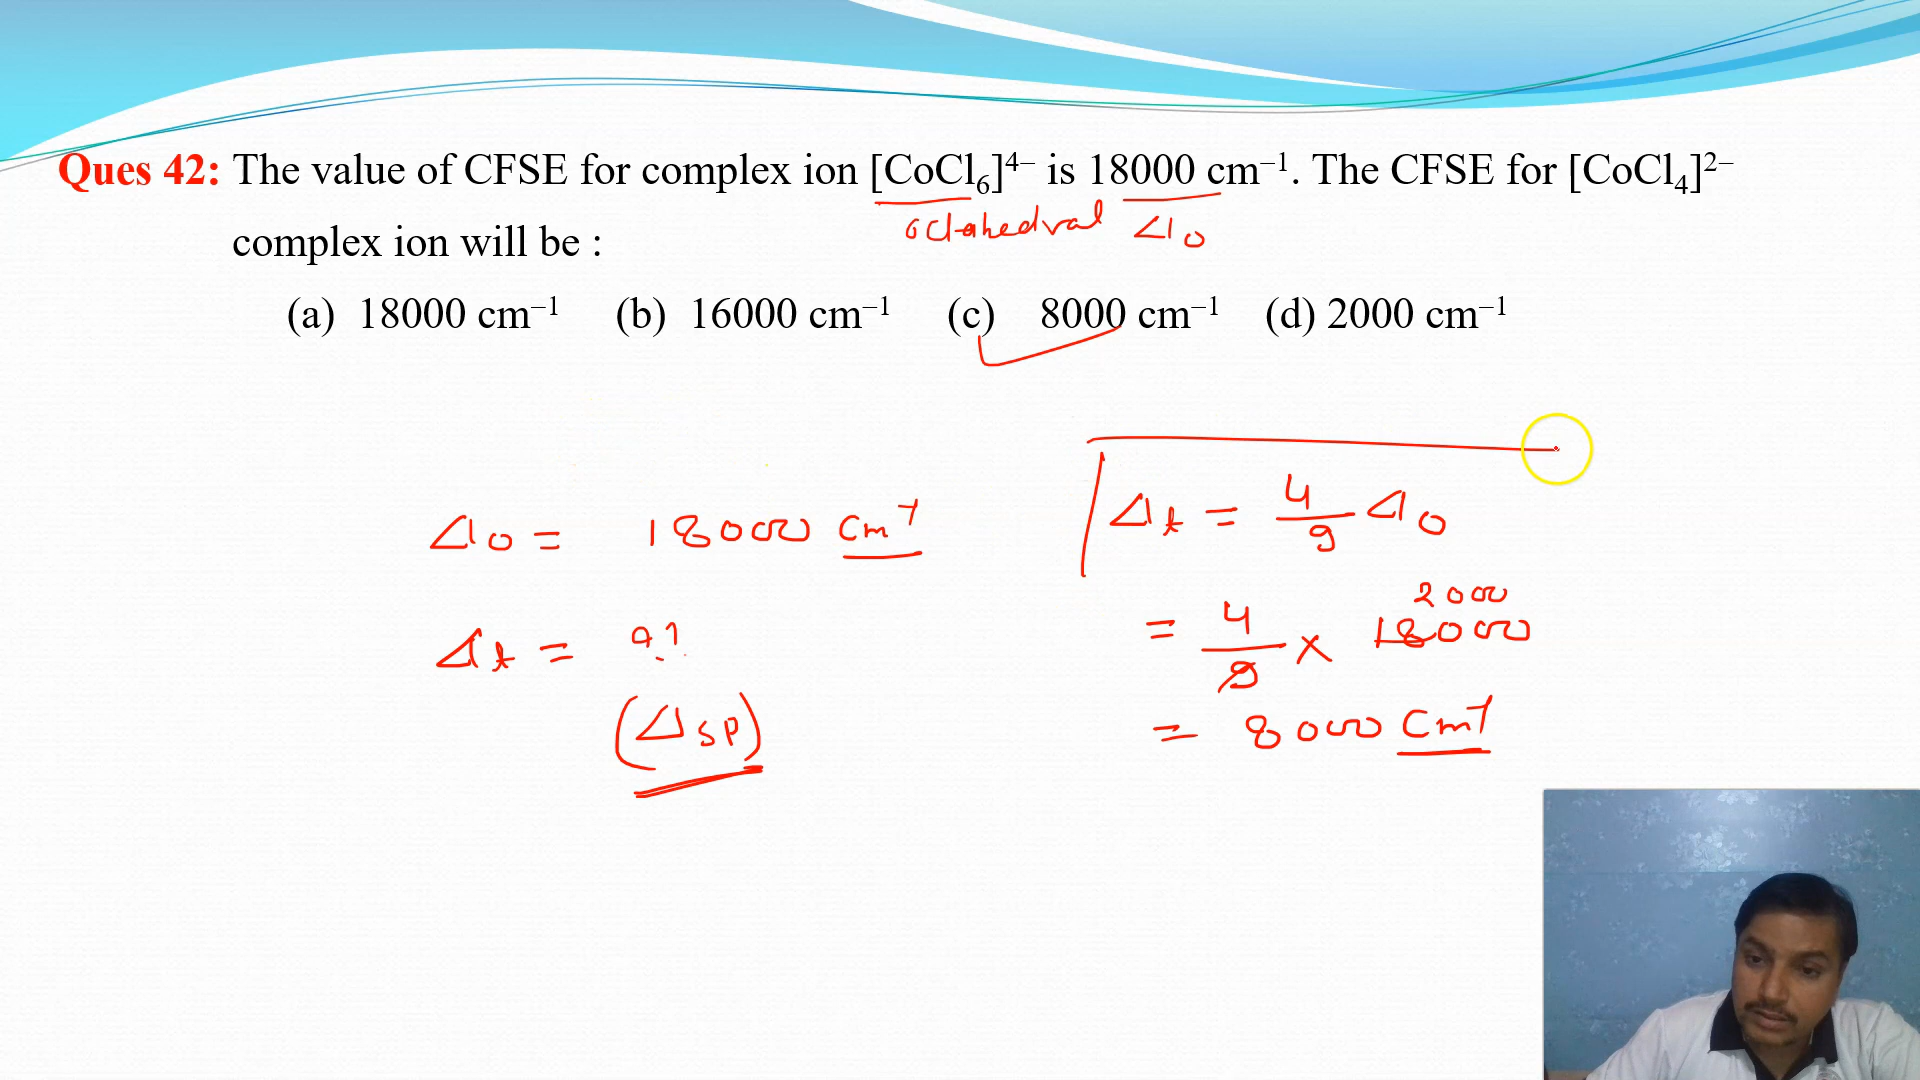 Ques 42: The value of CFSE for complex ion [CoCl₆]⁴⁻ is 18000 cm⁻¹. The CFSE for [CoCl₄]²⁻
octahedral Δo
complex ion will be :
(a) 18000 cm⁻¹ (b) 16000 cm⁻¹ (c) 8000 cm⁻¹ (d) 2000 cm⁻¹
Δo = 18000 cm⁻¹
Δt = ??
(Δsp)
Δt = 4/9 Δo
2000
= 4/9 × 18000
= 8000 cm⁻¹